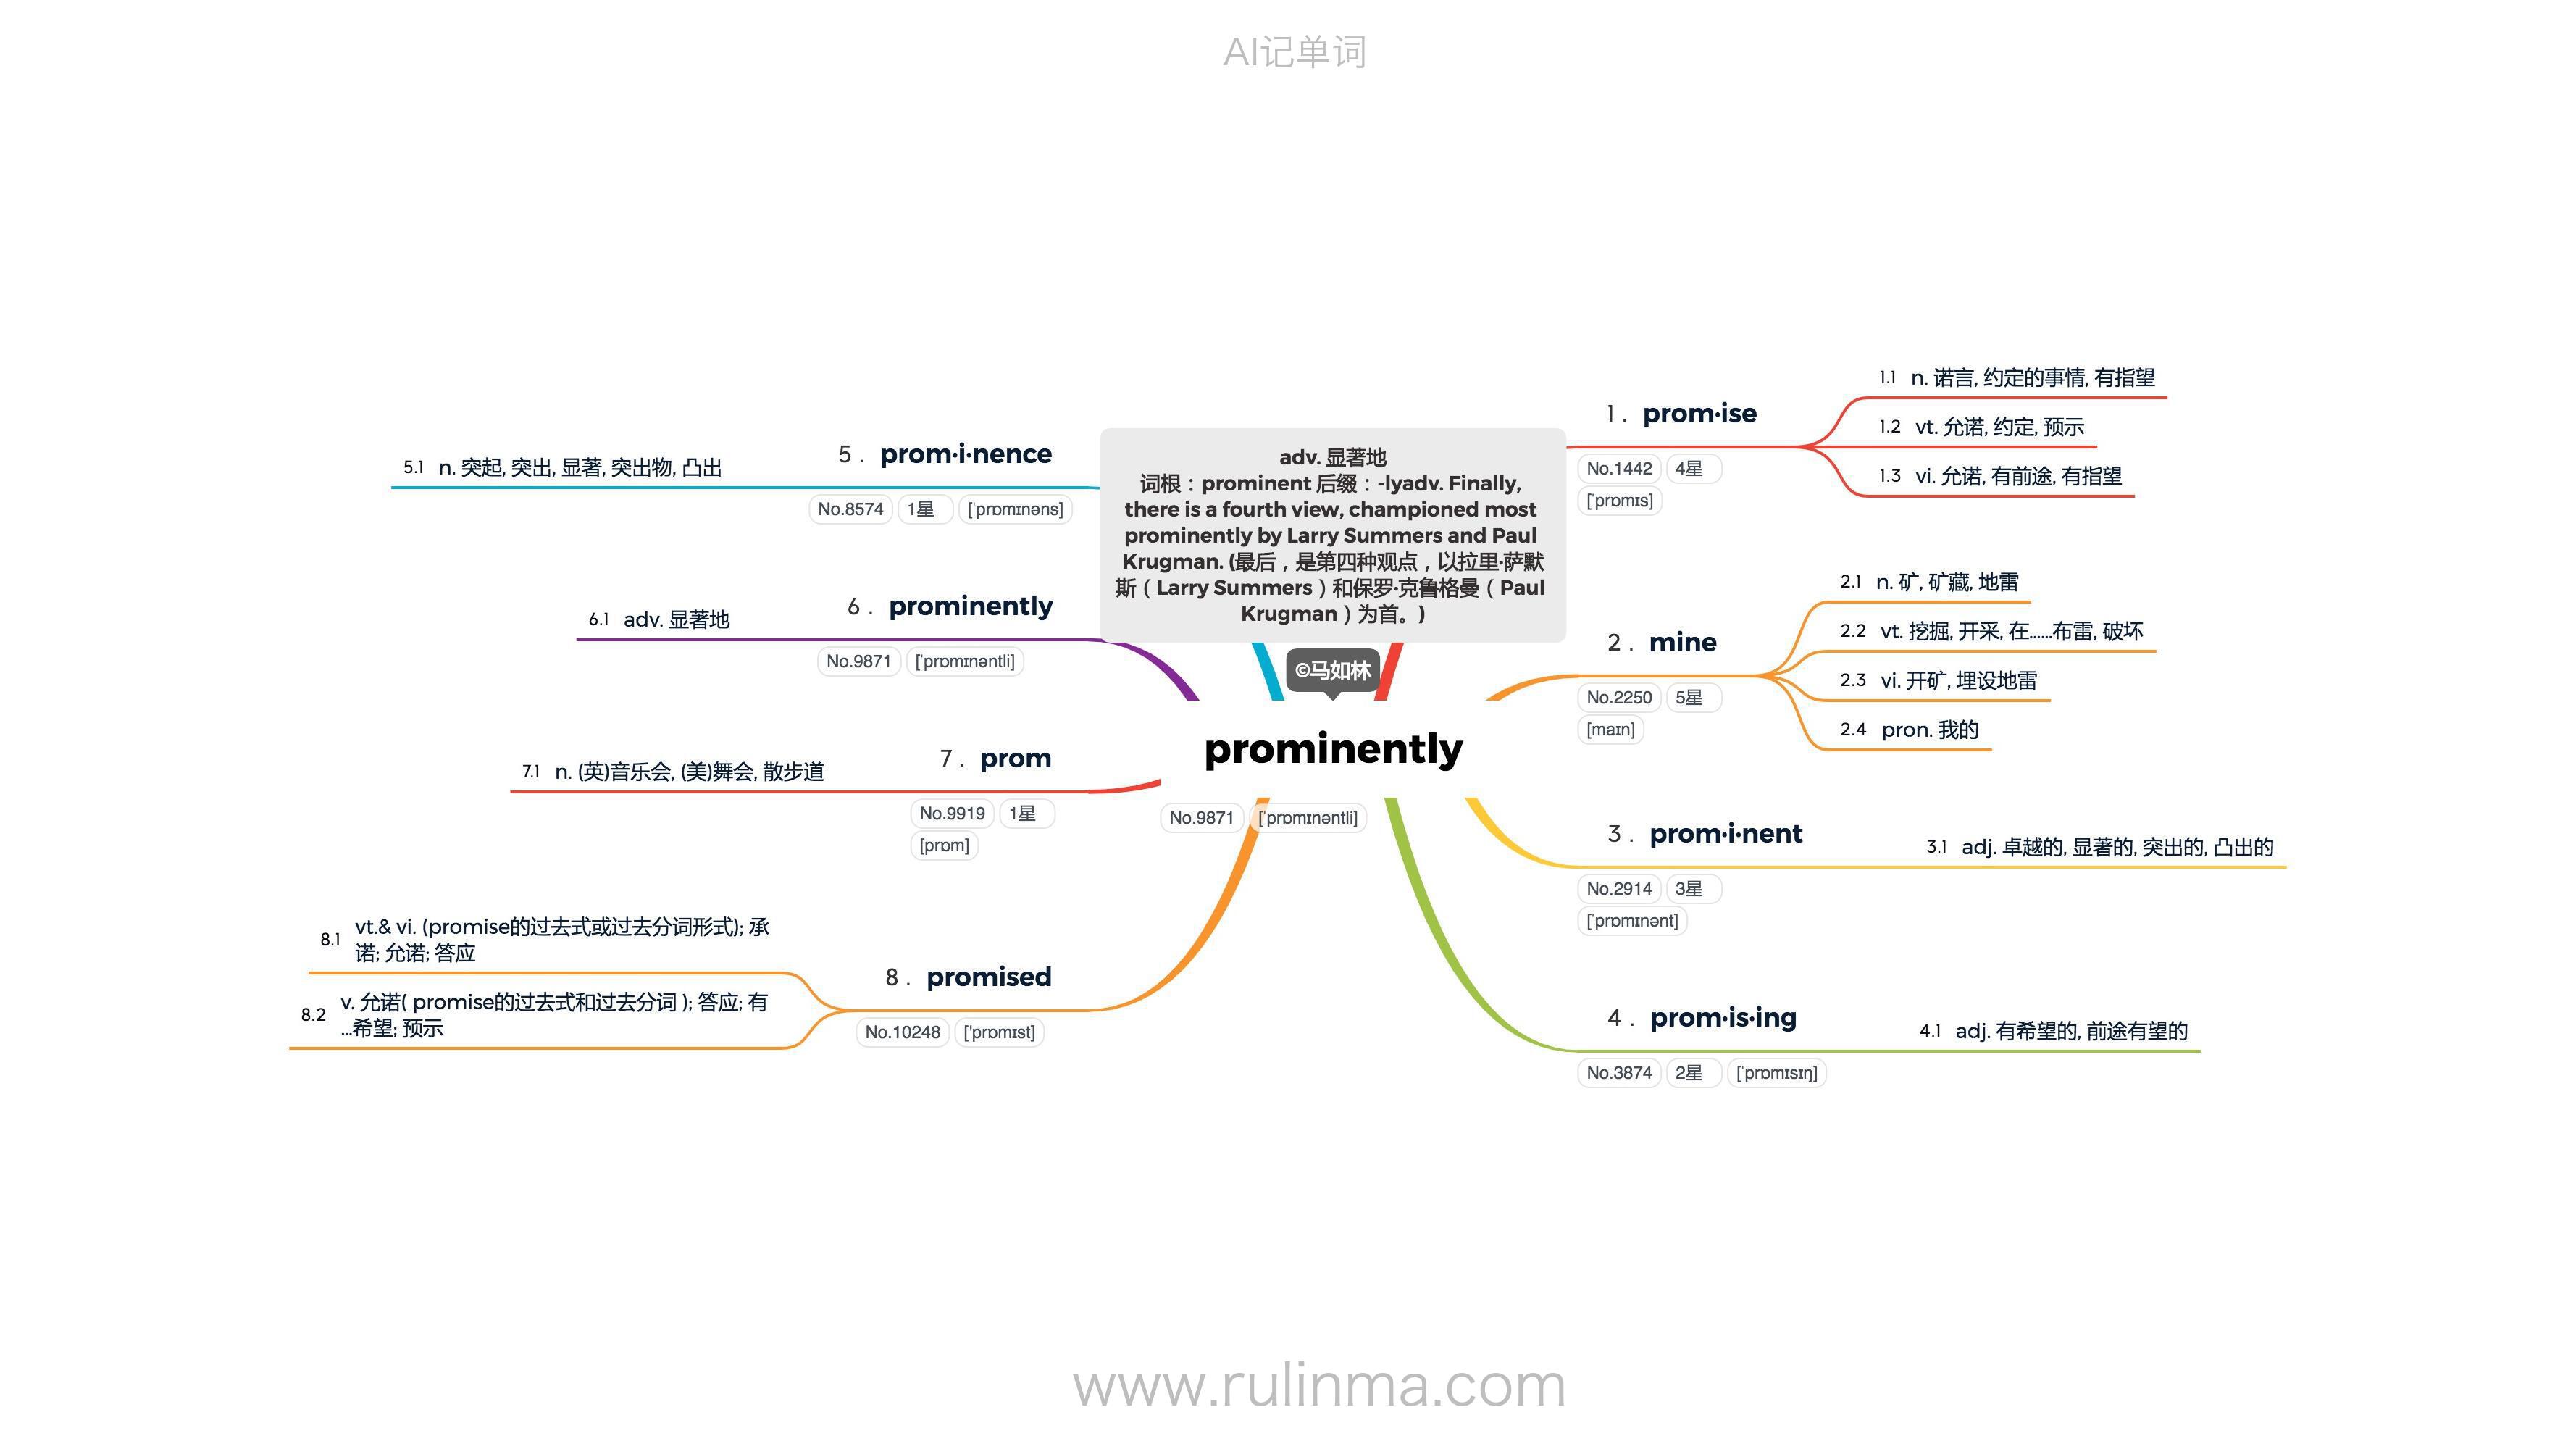 AI记单词
adv. 显著地
词根：prominent 后缀：-lyadv. Finally,
there is a fourth view, championed most
prominently by Larry Summers and Paul
Krugman. (最后，是第四种观点，以拉里·萨默
斯（Larry Summers）和保罗·克鲁格曼（Paul
Krugman）为首。)
©马如林
prominently
No.9871 [ˈprɒmɪnəntli]
1 . prom·ise
No.1442 4星
[ˈprɒmɪs]
1.1 n. 诺言, 约定的事情, 有指望
1.2 vt. 允诺, 约定, 预示
1.3 vi. 允诺, 有前途, 有指望
2 . mine
No.2250 5星
[maɪn]
2.1 n. 矿, 矿藏, 地雷
2.2 vt. 挖掘, 开采, 在……布雷, 破坏
2.3 vi. 开矿, 埋设地雷
2.4 pron. 我的
3 . prom·i·nent
No.2914 3星
[ˈprɒmɪnənt]
3.1 adj. 卓越的, 显著的, 突出的, 凸出的
4 . prom·is·ing
No.3874 2星 [ˈprɒmɪsɪŋ]
4.1 adj. 有希望的, 前途有望的
5 . prom·i·nence
No.8574 1星 [ˈprɒmɪnəns]
5.1 n. 突起, 突出, 显著, 突出物, 凸出
6 . prominently
No.9871 [ˈprɒmɪnəntli]
6.1 adv. 显著地
7 . prom
No.9919 1星
[prɒm]
7.1 n. (英)音乐会, (美)舞会, 散步道
8 . promised
No.10248 [ˈprɒmɪst]
8.1 vt.& vi. (promise的过去式或过去分词形式); 承
诺; 允诺; 答应
8.2 v. 允诺( promise的过去式和过去分词 ); 答应; 有
…希望; 预示
www.rulinma.com